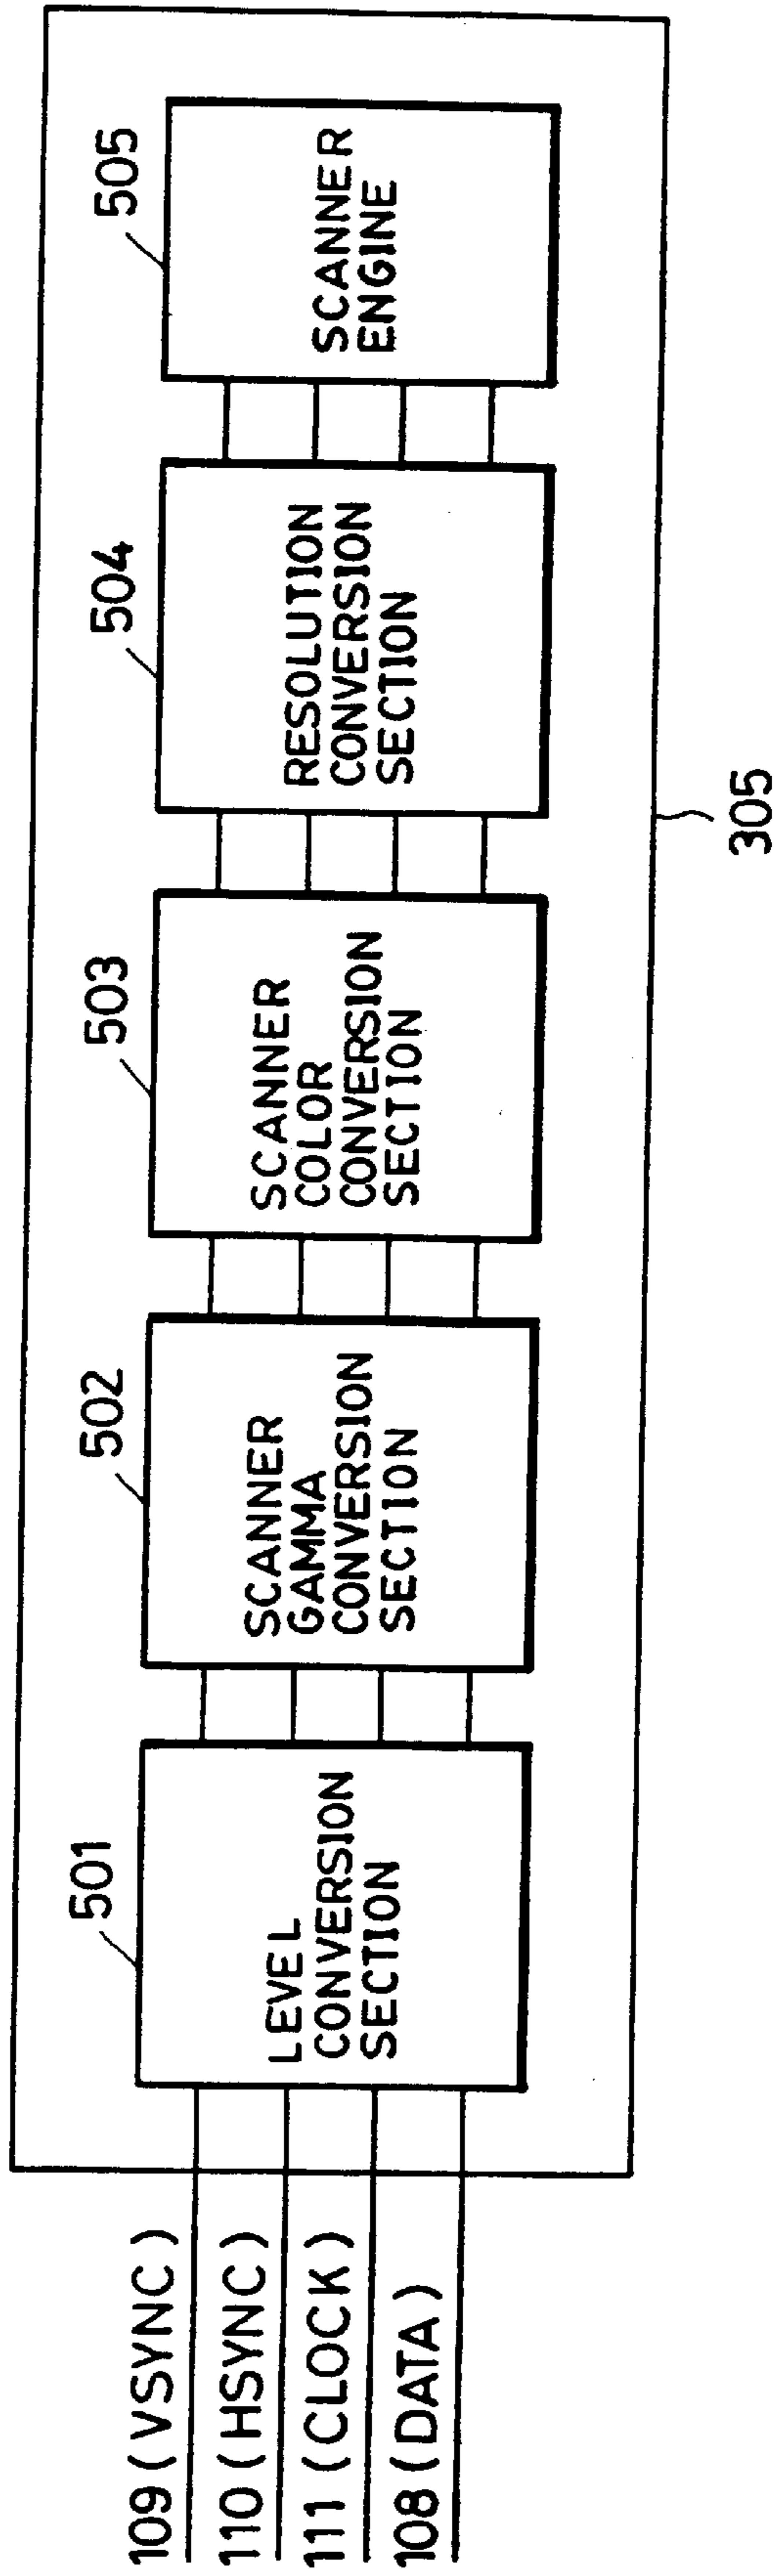 109 (VSYNC)
110 (HSYNC)
111 (CLOCK)
108 (DATA)
501
LEVEL
CONVERSION
SECTION
502
SCANNER
GAMMA
CONVERSION
SECTION
503
SCANNER
COLOR
CONVERSION
SECTION
504
RESOLUTION
CONVERSION
SECTION
505
SCANNER
ENGINE
305